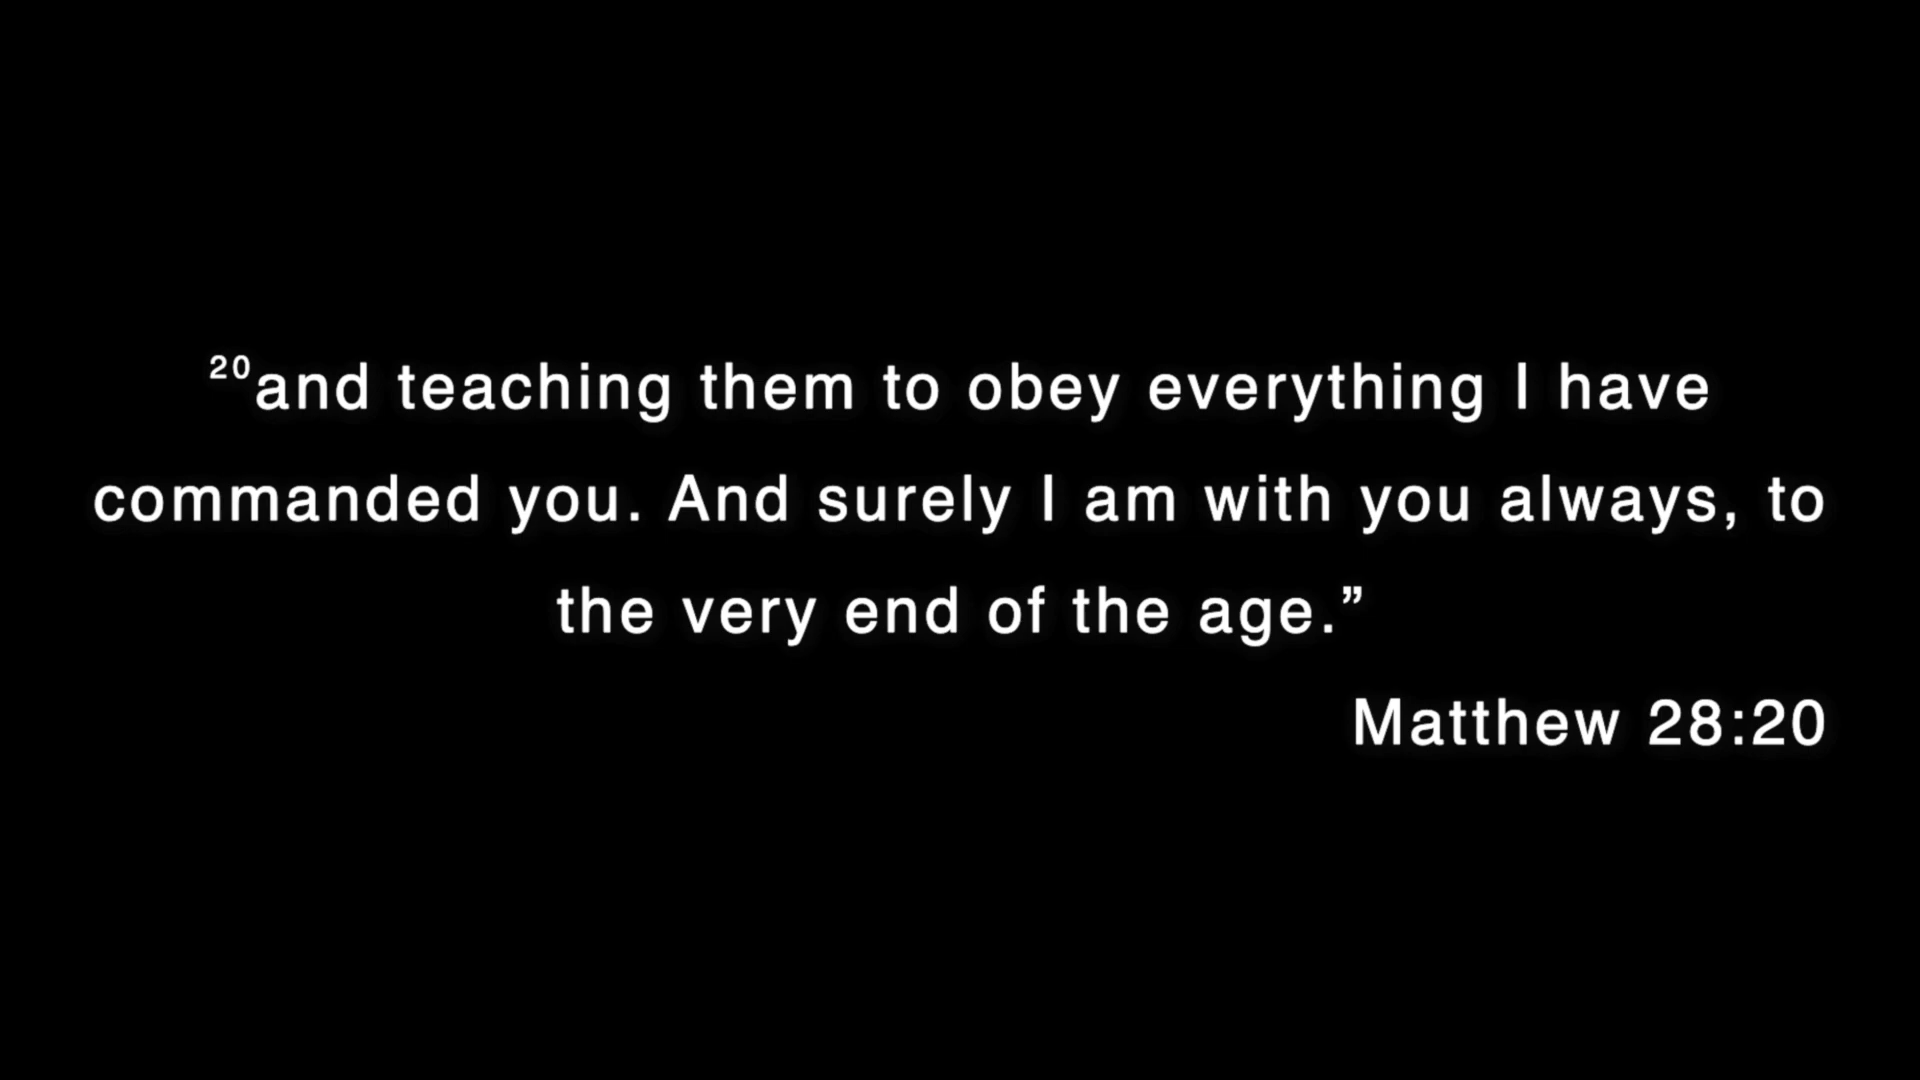 ²⁰and teaching them to obey everything I have
commanded you. And surely I am with you always, to
the very end of the age.”
Matthew 28:20